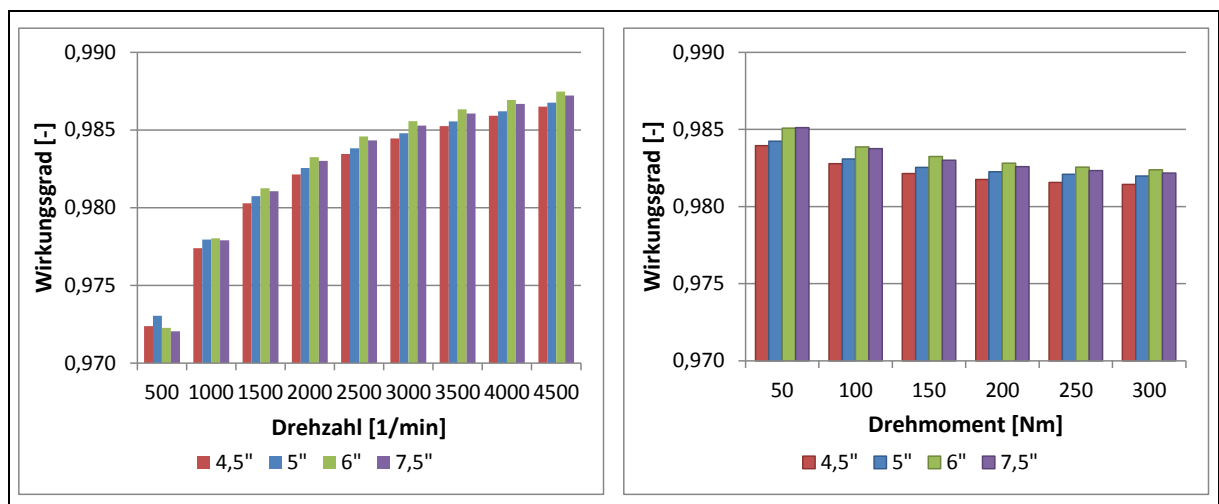 Wirkungsgrad [-]
0,990
0,985
0,980
0,975
0,970
500 1000 1500 2000 2500 3000 3500 4000 4500
Drehzahl [1/min]
4,5" 5" 6" 7,5"
Wirkungsgrad [-]
0,990
0,985
0,980
0,975
0,970
50 100 150 200 250 300
Drehmoment [Nm]
4,5" 5" 6" 7,5"